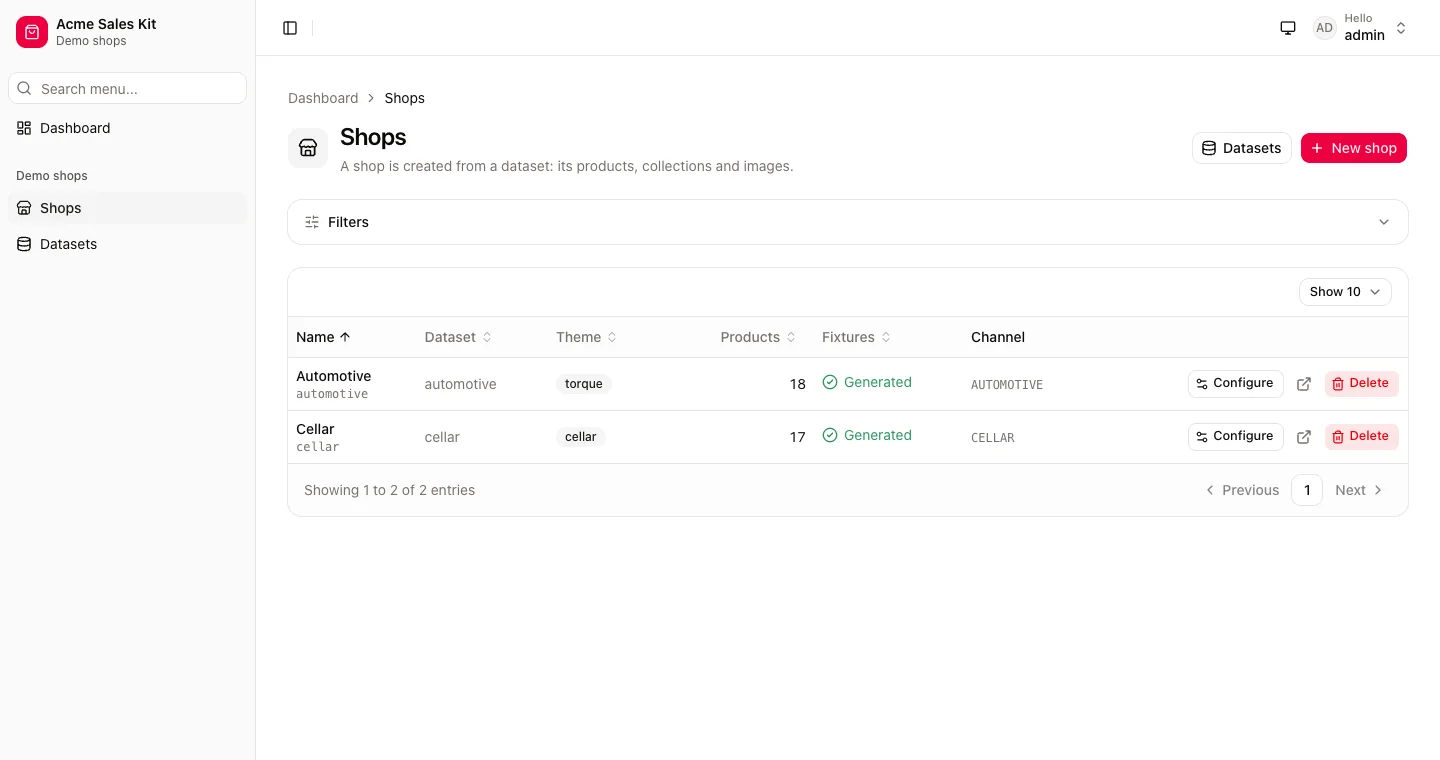 Acme Sales Kit
Demo shops
Search menu...
Dashboard
Demo shops
Shops
Datasets
AD
Hello
admin
Dashboard Shops
Shops
A shop is created from a dataset: its products, collections and images.
Datasets
New shop
Filters
Show 10
Name Dataset Theme Products Fixtures Channel
Automotive
automotive
automotive torque 18 Generated AUTOMOTIVE Configure Delete
Cellar
cellar
cellar cellar 17 Generated CELLAR Configure Delete
Showing 1 to 2 of 2 entries
Previous 1 Next